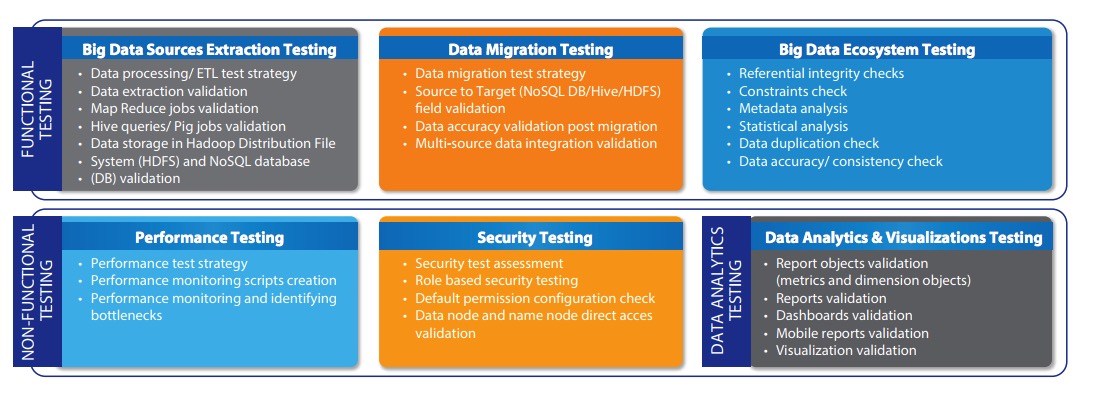 FUNCTIONAL
TESTING
Big Data Sources Extraction Testing
• Data processing/ ETL test strategy
• Data extraction validation
• Map Reduce jobs validation
• Hive queries/ Pig jobs validation
• Data storage in Hadoop Distribution File
• System (HDFS) and NoSQL database
• (DB) validation
Data Migration Testing
• Data migration test strategy
• Source to Target (NoSQL DB/Hive/HDFS)
field validation
• Data accuracy validation post migration
• Multi-source data integration validation
Big Data Ecosystem Testing
• Referential integrity checks
• Constraints check
• Metadata analysis
• Statistical analysis
• Data duplication check
• Data accuracy/ consistency check
NON-FUNCTIONAL
TESTING
Performance Testing
• Performance test strategy
• Performance monitoring scripts creation
• Performance monitoring and identifying
bottlenecks
Security Testing
• Security test assessment
• Role based security testing
• Default permission configuration check
• Data node and name node direct acces
validation
DATA ANALYTICS
TESTING
Data Analytics & Visualizations Testing
• Report objects validation
(metrics and dimension objects)
• Reports validation
• Dashboards validation
• Mobile reports validation
• Visualization validation